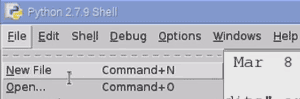 Python 2.7.9 Shell
File Edit Shell Debug Options Windows Help
New File Command+N
Open... Command+O
Mar 8